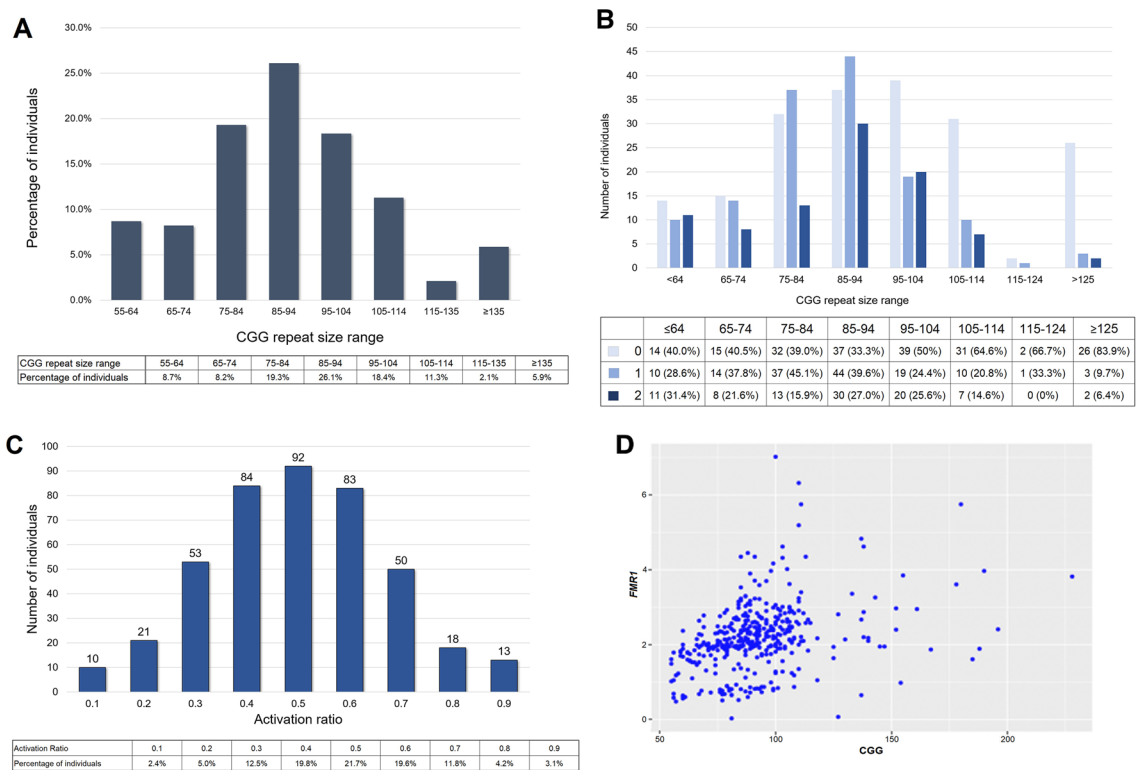 A
30.0%
25.0%
20.0%
15.0%
10.0%
5.0%
0.0%
Percentage of individuals
55-64 65-74 75-84 85-94 95-104 105-114 115-135 ≥135
CGG repeat size range
CGG repeat size range 55-64 65-74 75-84 85-94 95-104 105-114 115-135 ≥135
Percentage of individuals 8.7% 8.2% 19.3% 26.1% 18.4% 11.3% 2.1% 5.9%
B
50
45
40
35
30
25
20
15
10
5
0
Number of individuals
<64 65-74 75-84 85-94 95-104 105-114 115-124 >125
CGG repeat size range
≤64 65-74 75-84 85-94 95-104 105-114 115-124 ≥125
0 14 (40.0%) 15 (40.5%) 32 (39.0%) 37 (33.3%) 39 (50%) 31 (64.6%) 2 (66.7%) 26 (83.9%)
1 10 (28.6%) 14 (37.8%) 37 (45.1%) 44 (39.6%) 19 (24.4%) 10 (20.8%) 1 (33.3%) 3 (9.7%)
2 11 (31.4%) 8 (21.6%) 13 (15.9%) 30 (27.0%) 20 (25.6%) 7 (14.6%) 0 (0%) 2 (6.4%)
C
100
90
80
70
60
50
40
30
20
10
0
Number of individuals
10 21 53 84 92 83 50 18 13
0.1 0.2 0.3 0.4 0.5 0.6 0.7 0.8 0.9
Activation ratio
Activation Ratio 0.1 0.2 0.3 0.4 0.5 0.6 0.7 0.8 0.9
Percentage of individuals 2.4% 5.0% 12.5% 19.8% 21.7% 19.6% 11.8% 4.2% 3.1%
D
6
4
2
0
FMR1
50 100 150 200
CGG